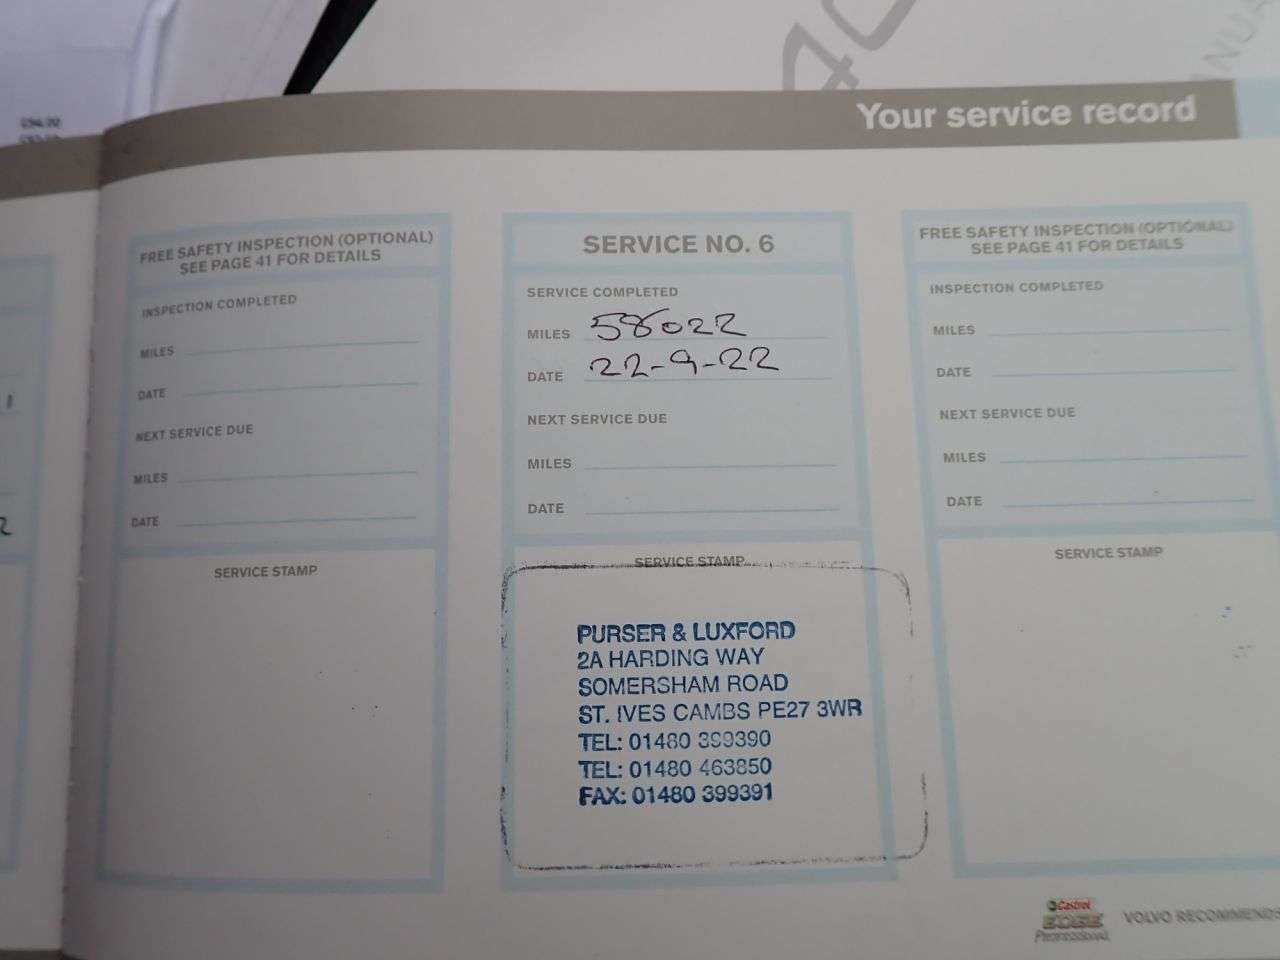 £94.00
Your service record
FREE SAFETY INSPECTION (OPTIONAL)
SEE PAGE 41 FOR DETAILS
INSPECTION COMPLETED
MILES
DATE
NEXT SERVICE DUE
MILES
DATE
SERVICE STAMP
SERVICE NO. 6
SERVICE COMPLETED
MILES 58022
DATE 22-9-22
NEXT SERVICE DUE
MILES
DATE
SERVICE STAMP
PURSER & LUXFORD
2A HARDING WAY
SOMERSHAM ROAD
ST. IVES CAMBS PE27 3WR
TEL: 01480 399390
TEL: 01480 463850
FAX: 01480 399391
FREE SAFETY INSPECTION (OPTIONAL)
SEE PAGE 41 FOR DETAILS
INSPECTION COMPLETED
MILES
DATE
NEXT SERVICE DUE
MILES
DATE
SERVICE STAMP
Castrol
EDGE
Professional
VOLVO RECOMMENDS